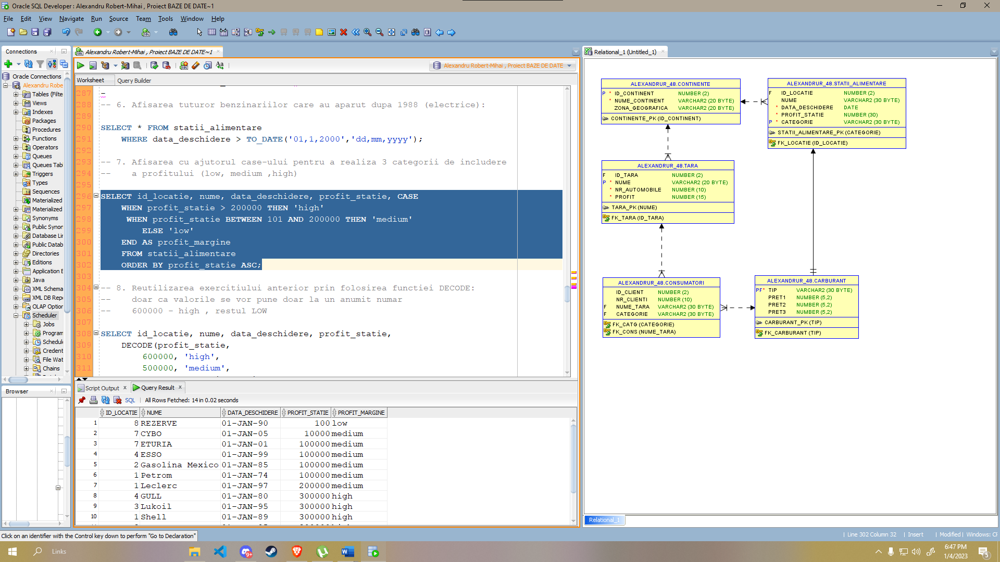 Oracle SQL Developer : Alexandru Robert-Mihai , Proiect BAZE DE DATE~1
File Edit View Navigate Run Source Team Tools Window Help
Connections
Oracle Connections
Alexandru Robe
Tables (Filte
Views
Indexes
Packages
Procedures
Functions
Operators
Queues
Queues Tab
Triggers
Types
Sequences
Materialized
Materialized
Synonyms
Public Synon
Database Lin
Public Datab
Directories
Editions
Application E
Java
XML Schema
XML DB Repo
OLAP Option
Scheduler
Jobs
Program
Schedul
Credent
File Wat
Chains
Browser
Alexandru Robert-Mihai , Proiect BAZE DE DATE~1
Alexandru Robert-Mihai , Proiect BAZE DE DATE
Worksheet Query Builder
287 -
288 -- 6. Afisarea tuturor benzinariilor care au aparut dupa 1988 (electrice):
289
290 SELECT * FROM statii_alimentare
291 WHERE data_deschidere > TO_DATE('01,1,2000','dd,mm,yyyy');
292
293 -- 7. Afisarea cu ajutorul case-ului pentru a realiza 3 categorii de includere
294 -- a profitului (low, medium ,high)
295
296 SELECT id_locatie, nume, data_deschidere, profit_statie, CASE
297 WHEN profit_statie > 200000 THEN 'high'
298 WHEN profit_statie BETWEEN 101 AND 200000 THEN 'medium'
299 ELSE 'low'
300 END AS profit_margine
301 FROM statii_alimentare
302 ORDER BY profit_statie ASC;
303
304 -- 8. Reutilizarea exercitiului anterior prin folosirea functiei DECODE:
305 -- doar ca valorile se vor pune doar la un anumit numar
306 -- 600000 - high , restul LOW
307
308 SELECT id_locatie, nume, data_deschidere, profit_statie,
309 DECODE(profit_statie,
310 600000, 'high',
311 500000, 'medium',
Script Output Query Result
SQL All Rows Fetched: 14 in 0.02 seconds
ID_LOCATIE NUME DATA_DESCHIDERE PROFIT_STATIE PROFIT_MARGINE
1 8 REZERVE 01-JAN-90 100 low
2 7 CYBO 01-JAN-05 10000 medium
3 7 ETURIA 01-JAN-01 100000 medium
4 4 ESSO 01-JAN-99 100000 medium
5 2 Gasolina Mexico 01-JAN-85 100000 medium
6 1 Petrom 01-JAN-74 100000 medium
7 1 Leclerc 01-JAN-97 200000 medium
8 4 GULL 01-JAN-80 300000 high
9 3 Lukoil 01-JAN-95 300000 high
10 1 Shell 01-JAN-89 300000 high
Relational_1 (Untitled_1)
ALEXANDRUR_48.CONTINENTE
P * ID_CONTINENT NUMBER (2)
* NUME_CONTINENT VARCHAR2 (20 BYTE)
ZONA_GEOGRAFICA VARCHAR2 (20 BYTE)
CONTINENTE_PK (ID_CONTINENT)
ALEXANDRUR_48.STATII_ALIMENTARE
F ID_LOCATIE NUMBER (2)
NUME VARCHAR2 (30 BYTE)
* DATA_DESCHIDERE DATE
* PROFIT_STATIE NUMBER (30)
P * CATEGORIE VARCHAR2 (30 BYTE)
STATII_ALIMENTARE_PK (CATEGORIE)
FK_LOCATIE (ID_LOCATIE)
ALEXANDRUR_48.TARA
F ID_TARA NUMBER (2)
P * NUME VARCHAR2 (20 BYTE)
* NR_AUTOMOBILE NUMBER (10)
* PROFIT NUMBER (15)
TARA_PK (NUME)
FK_TARA (ID_TARA)
ALEXANDRUR_48.CONSUMATORI
ID_CLIENT NUMBER (2)
NR_CLIENTI NUMBER (10)
F NUME_TARA VARCHAR2 (30 BYTE)
F CATEGORIE VARCHAR2 (30 BYTE)
FK_CATG (CATEGORIE)
FK_CONS (NUME_TARA)
ALEXANDRUR_48.CARBURANT
PF* TIP VARCHAR2 (30 BYTE)
PRET1 NUMBER (5,2)
PRET2 NUMBER (5,2)
PRET3 NUMBER (5,2)
CARBURANT_PK (TIP)
FK_CARBURANT (TIP)
Relational_1
Click on an identifier with the Control key down to perform "Go to Declaration"
Line 302 Column 32 Insert Modified Windows: CF
Links
9+
6:47 PM
1/4/2023
5